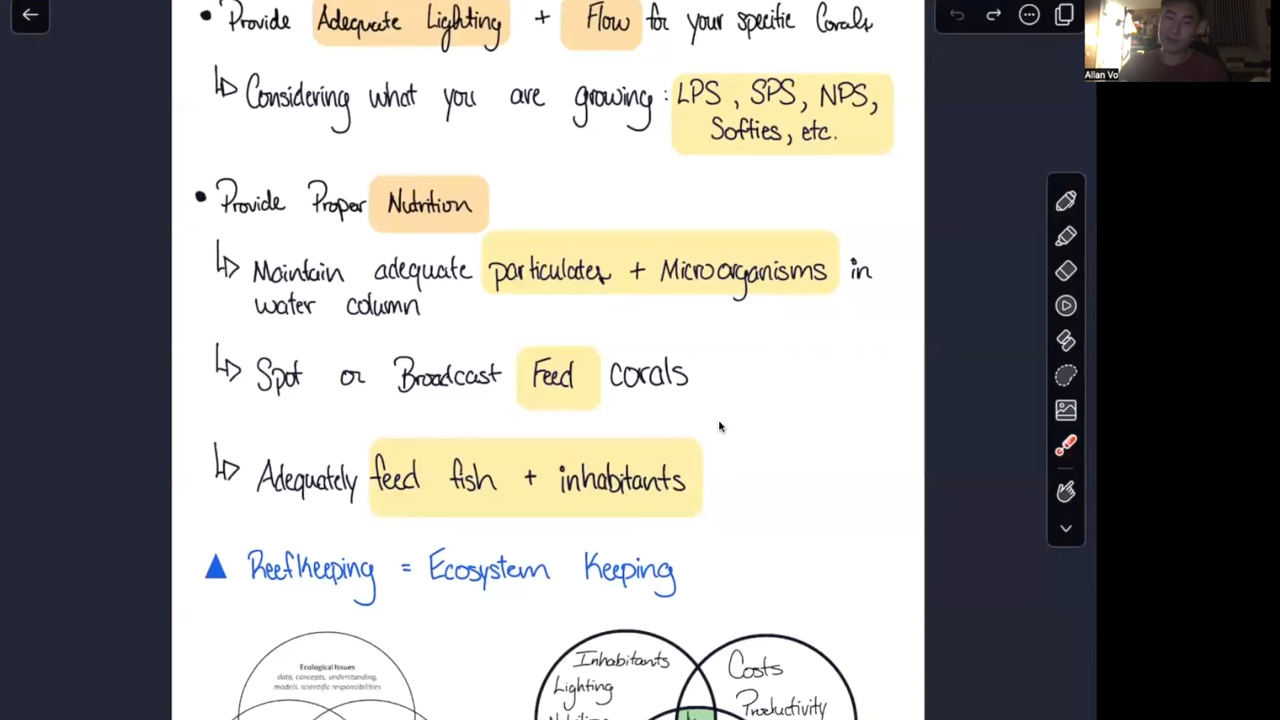 • Provide Adequate Lighting + Flow for your specific Corals
↳ Considering what you are growing : LPS, SPS, NPS,
Softies, etc.
• Provide Proper Nutrition
↳ Maintain adequate particulates + Microorganisms in
water column
↳ Spot or Broadcast Feed corals
↳ Adequately feed fish + inhabitants
▲ Reefkeeping = Ecosystem Keeping
Ecological Issues
data, concepts, understanding,
models, scientific responsibilities
Inhabitants
Lighting
Costs
Productivity
Allan Vo